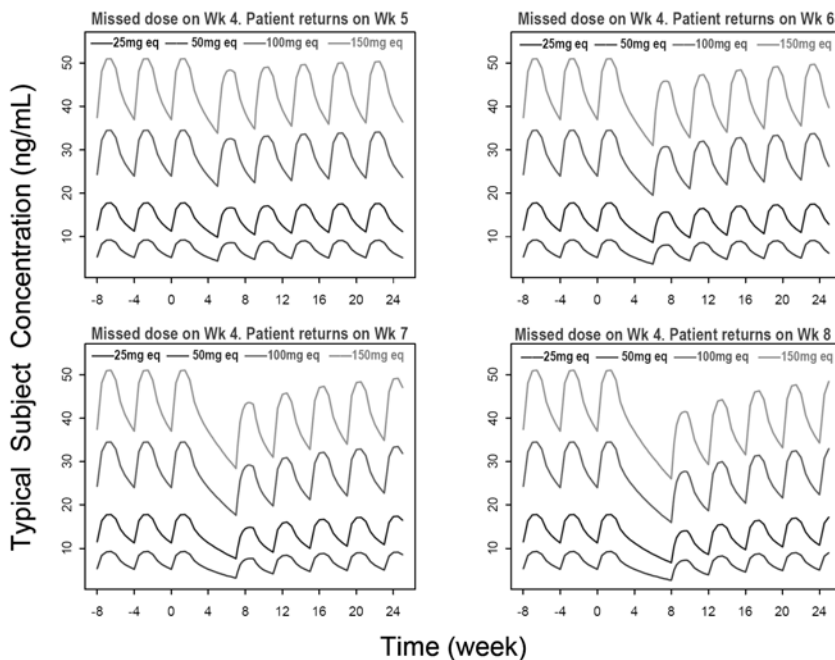 Missed dose on Wk 4. Patient returns on Wk 5
25mg eq 50mg eq 100mg eq 150mg eq
50
40
30
20
10
-8 -4 0 4 8 12 16 20 24
Missed dose on Wk 4. Patient returns on Wk 6
25mg eq 50mg eq 100mg eq 150mg eq
50
40
30
20
10
-8 -4 0 4 8 12 16 20 24
Missed dose on Wk 4. Patient returns on Wk 7
25mg eq 50mg eq 100mg eq 150mg eq
50
40
30
20
10
-8 -4 0 4 8 12 16 20 24
Missed dose on Wk 4. Patient returns on Wk 8
25mg eq 50mg eq 100mg eq 150mg eq
50
40
30
20
10
-8 -4 0 4 8 12 16 20 24
Typical Subject Concentration (ng/mL)
Time (week)